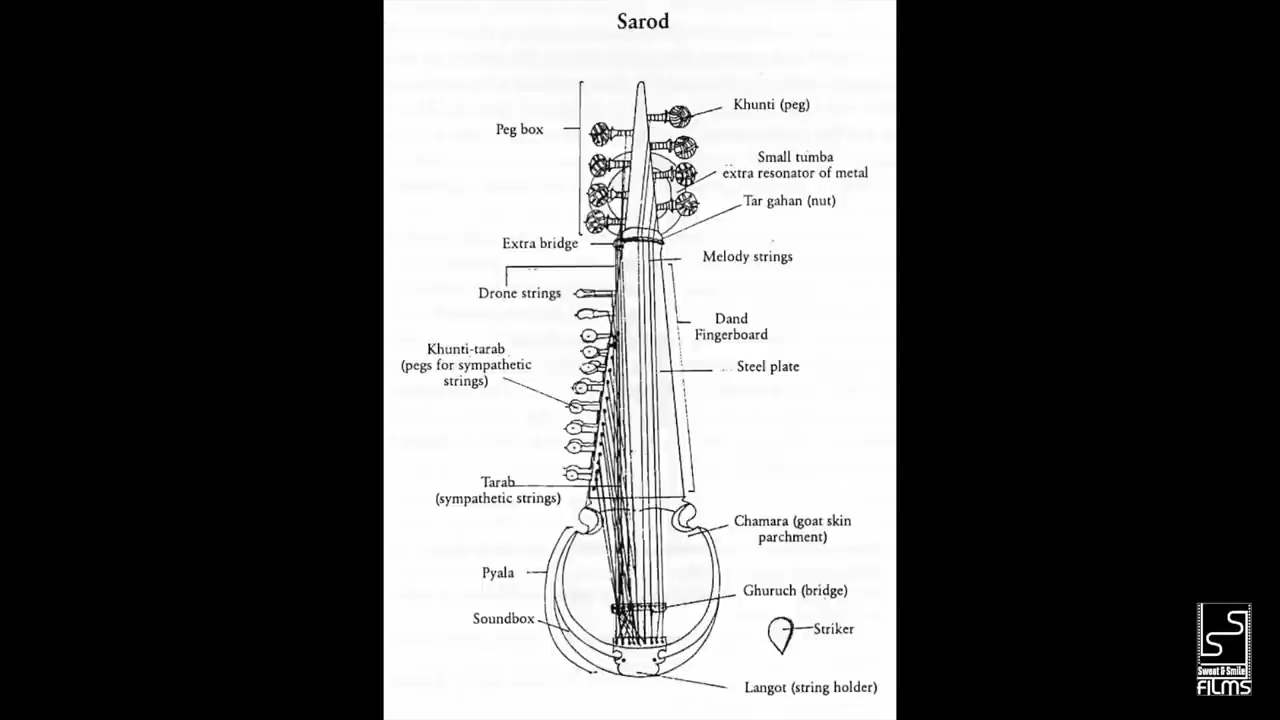 Sarod
Khunti (peg)
Peg box
Small tumba
extra resonator of metal
Tar gahan (nut)
Extra bridge
Melody strings
Drone strings
Dand
Fingerboard
Khunti-tarab
(pegs for sympathetic
strings)
Steel plate
Tarab
(sympathetic strings)
Chamara (goat skin
parchment)
Pyala
Ghuruch (bridge)
Soundbox
Striker
Langot (string holder)
SS
Sweat & Smile
FILMS